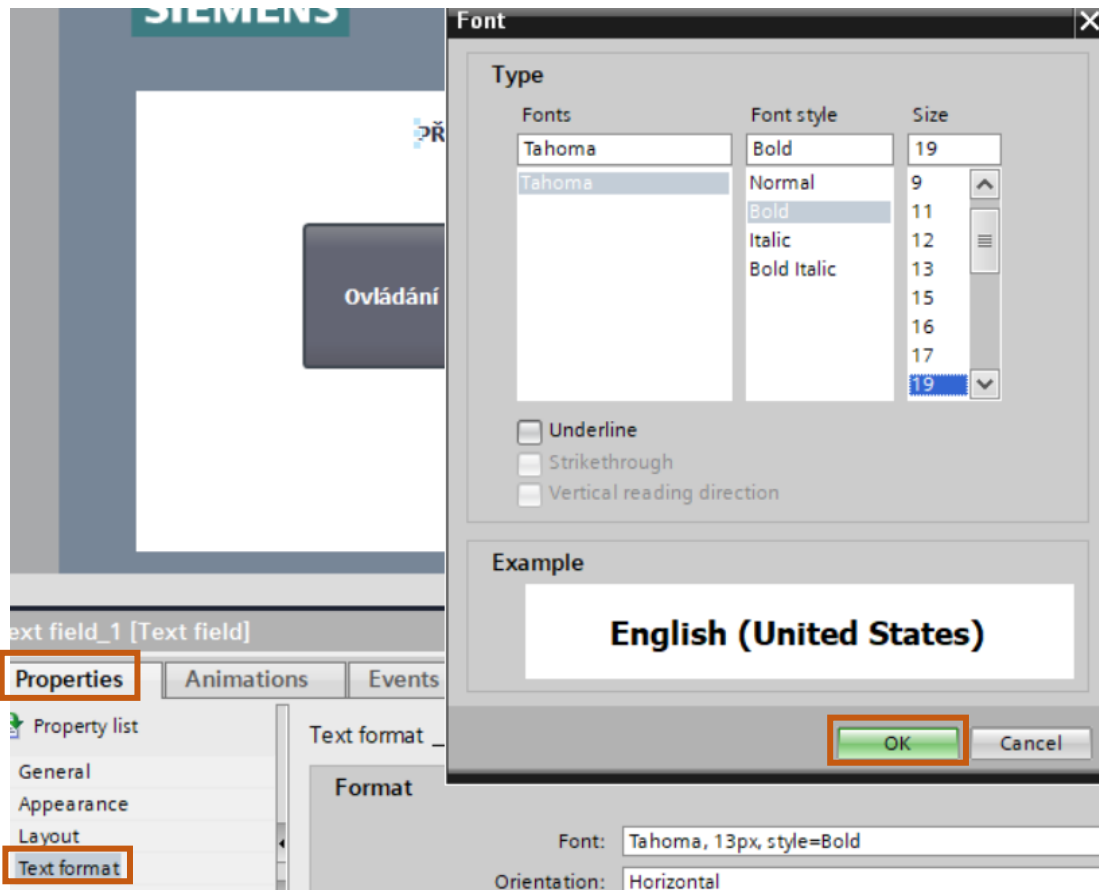 SIEMENS
Font
Type
Fonts Font style Size
Tahoma Bold 19
Tahoma Normal 9
Bold 11
Italic 12
Bold Italic 13
15
16
17
19
Underline
Strikethrough
Vertical reading direction
PŘ
Ovládání
Example
English (United States)
ext field_1 [Text field]
Properties Animations Events
Property list
Text format _
OK Cancel
General
Format
Appearance
Layout
Font: Tahoma, 13px, style=Bold
Text format
Orientation: Horizontal